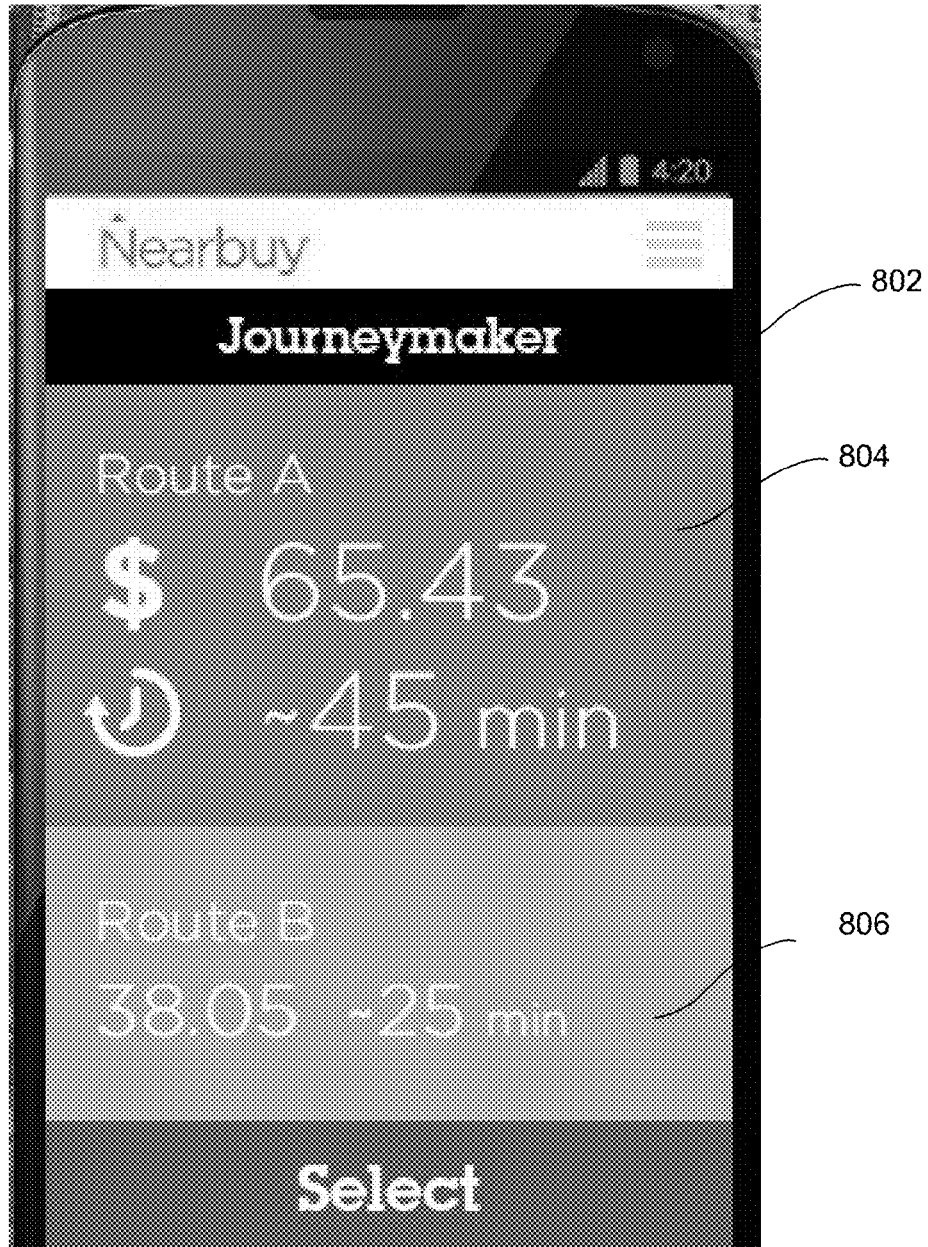 4:20
Nearbuy
802
Journeymaker
804
Route A
$ 65.43
~45 min
806
Route B
38.05 ~25 min
Select